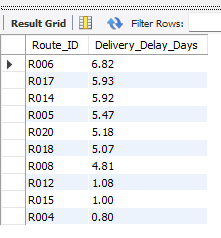 Result Grid Filter Rows:
Route_ID Delivery_Delay_Days
R006 6.82
R017 5.93
R014 5.92
R005 5.47
R020 5.18
R018 5.07
R008 4.81
R012 1.08
R015 1.00
R004 0.80